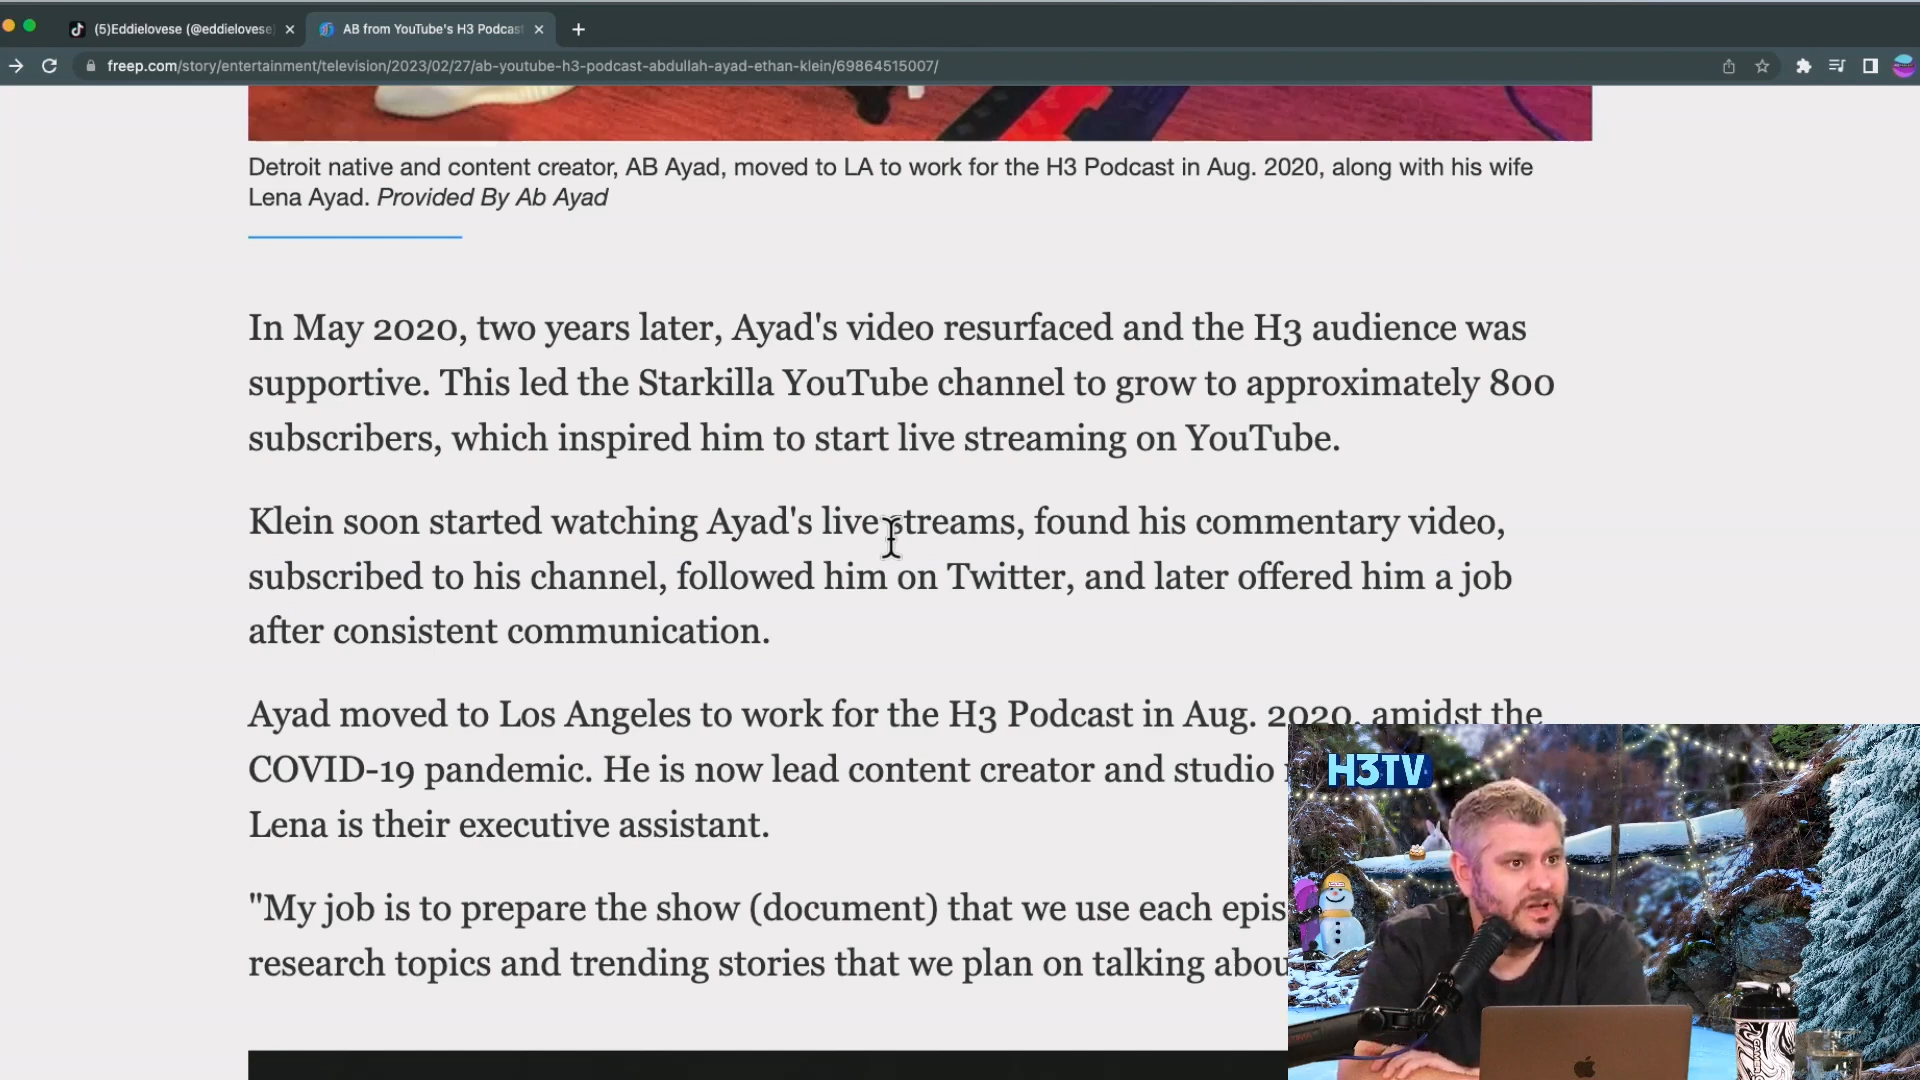 (5)Eddielovese (@eddielovese
AB from YouTube's H3 Podcast
freep.com/story/entertainment/television/2023/02/27/ab-youtube-h3-podcast-abdullah-ayad-ethan-klein/69864515007/
Detroit native and content creator, AB Ayad, moved to LA to work for the H3 Podcast in Aug. 2020, along with his wife
Lena Ayad. Provided By Ab Ayad
In May 2020, two years later, Ayad's video resurfaced and the H3 audience was
supportive. This led the Starkilla YouTube channel to grow to approximately 800
subscribers, which inspired him to start live streaming on YouTube.
Klein soon started watching Ayad's live streams, found his commentary video,
subscribed to his channel, followed him on Twitter, and later offered him a job
after consistent communication.
Ayad moved to Los Angeles to work for the H3 Podcast in Aug. 2020, amidst the
COVID-19 pandemic. He is now lead content creator and studio
Lena is their executive assistant.
"My job is to prepare the show (document) that we use each epis
research topics and trending stories that we plan on talking abou
H3TV